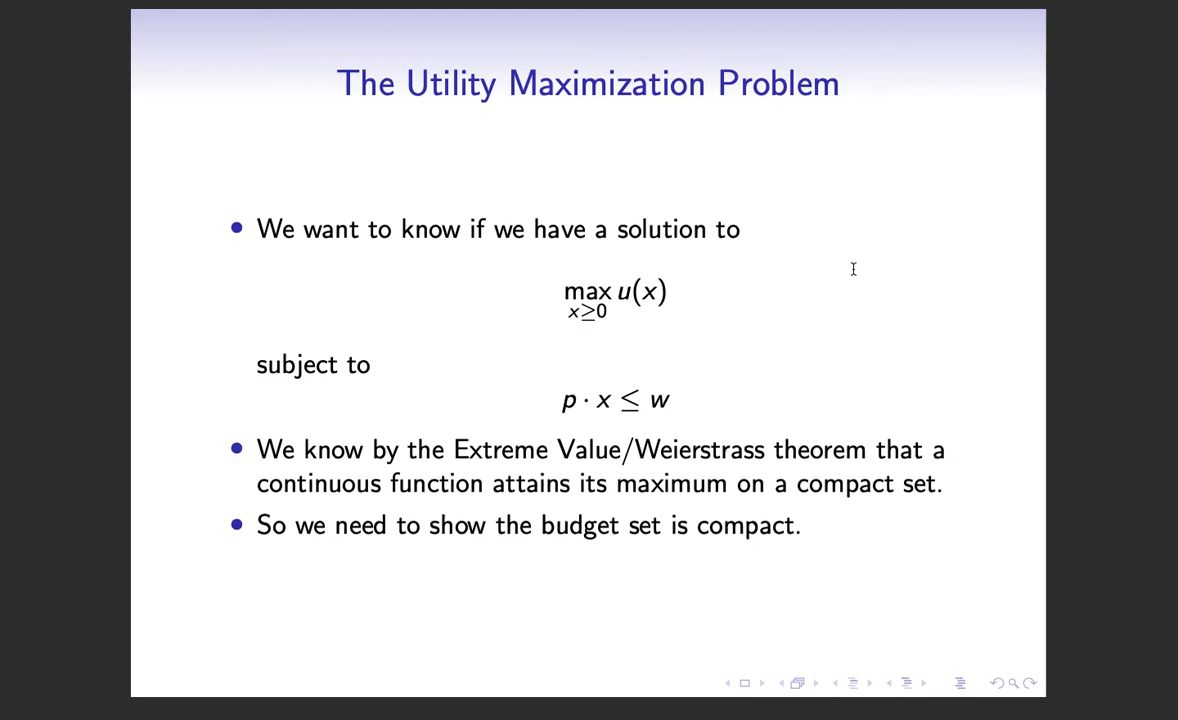 The Utility Maximization Problem
• We want to know if we have a solution to
max u(x)
x≥0
subject to
p · x ≤ w
• We know by the Extreme Value/Weierstrass theorem that a
continuous function attains its maximum on a compact set.
• So we need to show the budget set is compact.